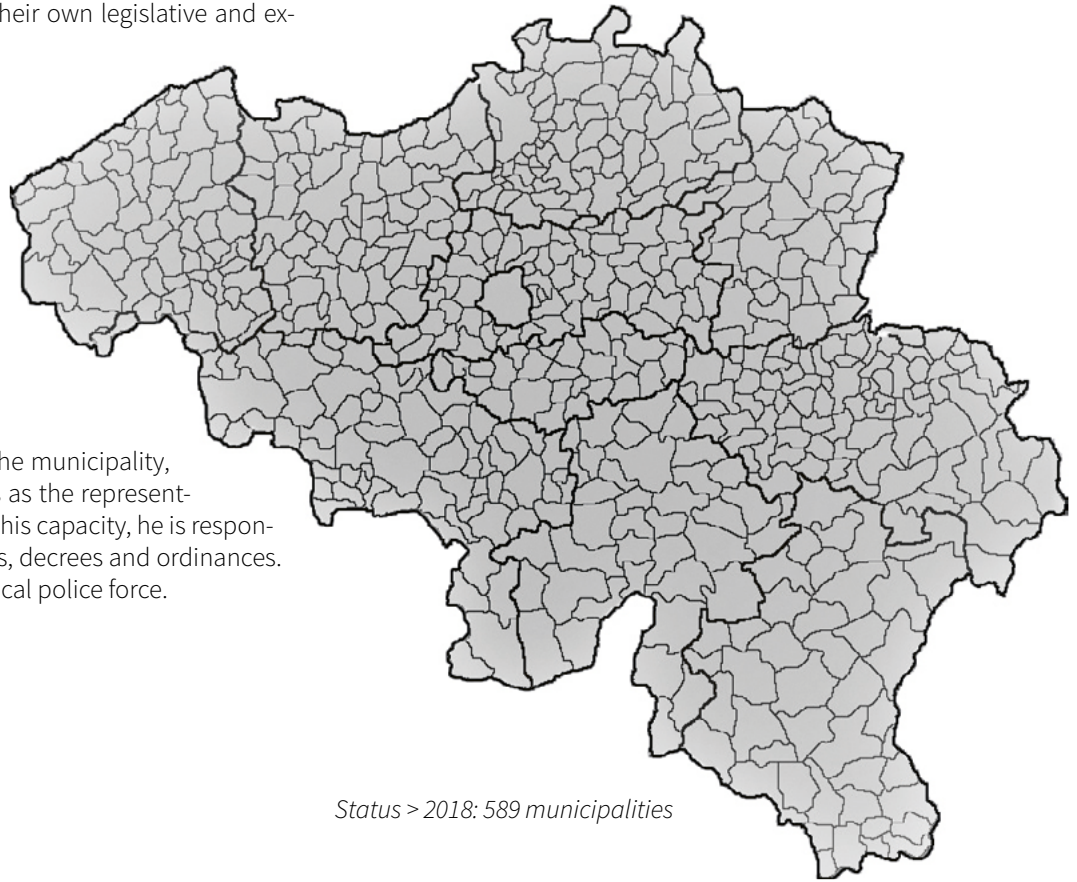 heir own legislative and ex-
he municipality,
as the represent-
his capacity, he is respon-
s, decrees and ordinances.
cal police force.
Status > 2018: 589 municipalities